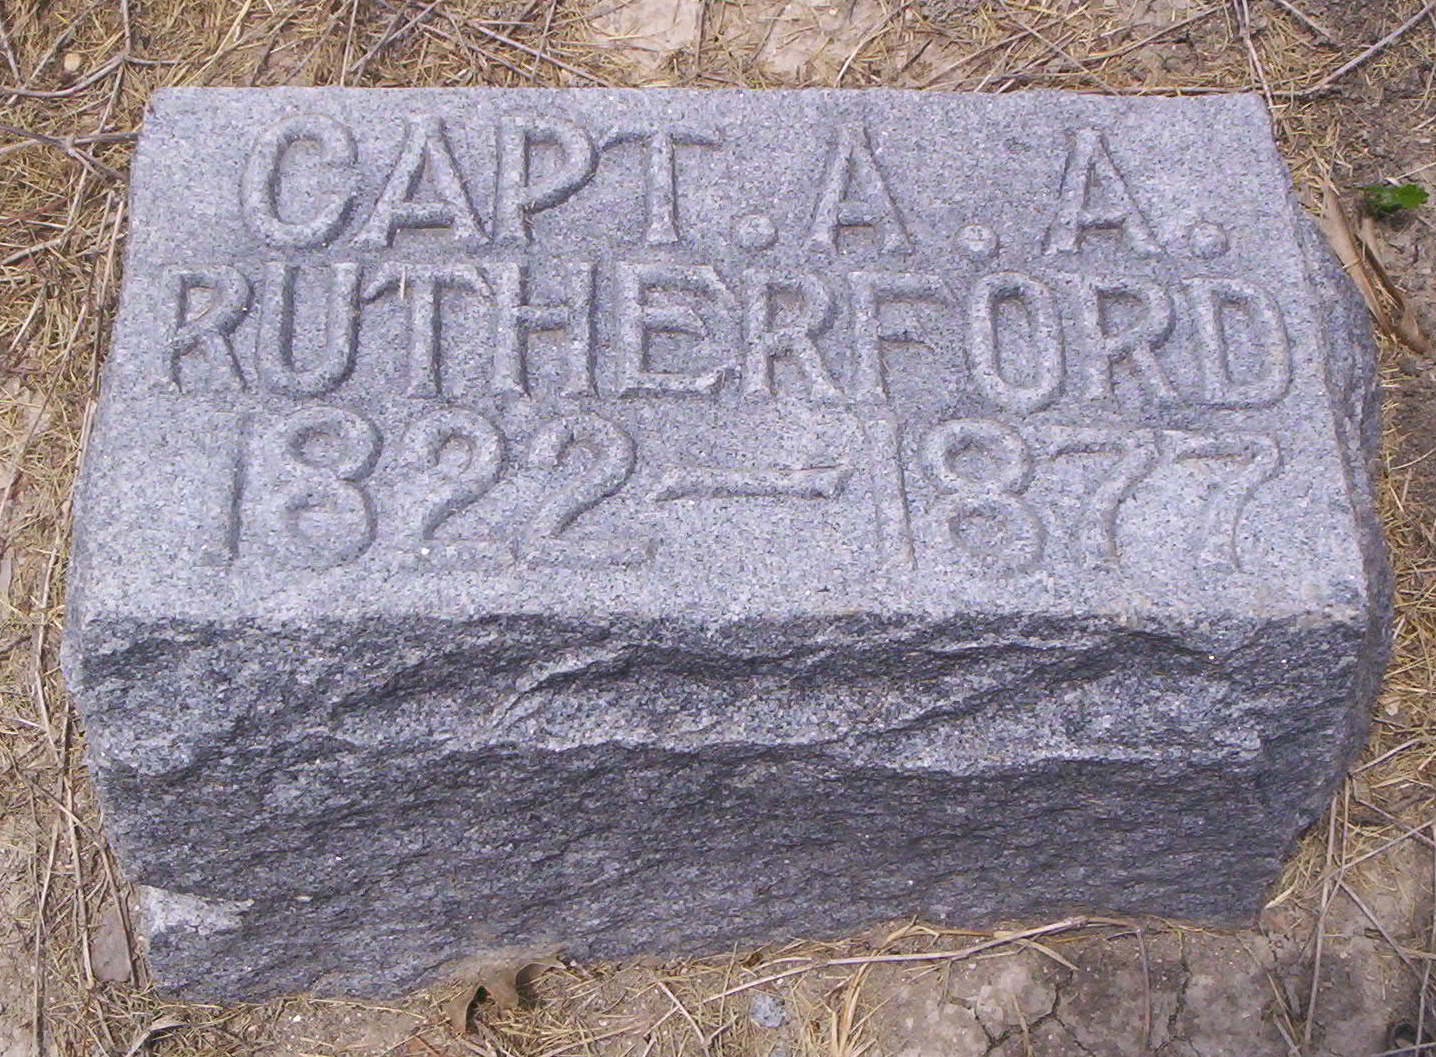 CAPT. A. A.
RUTHERFORD
1822-1877